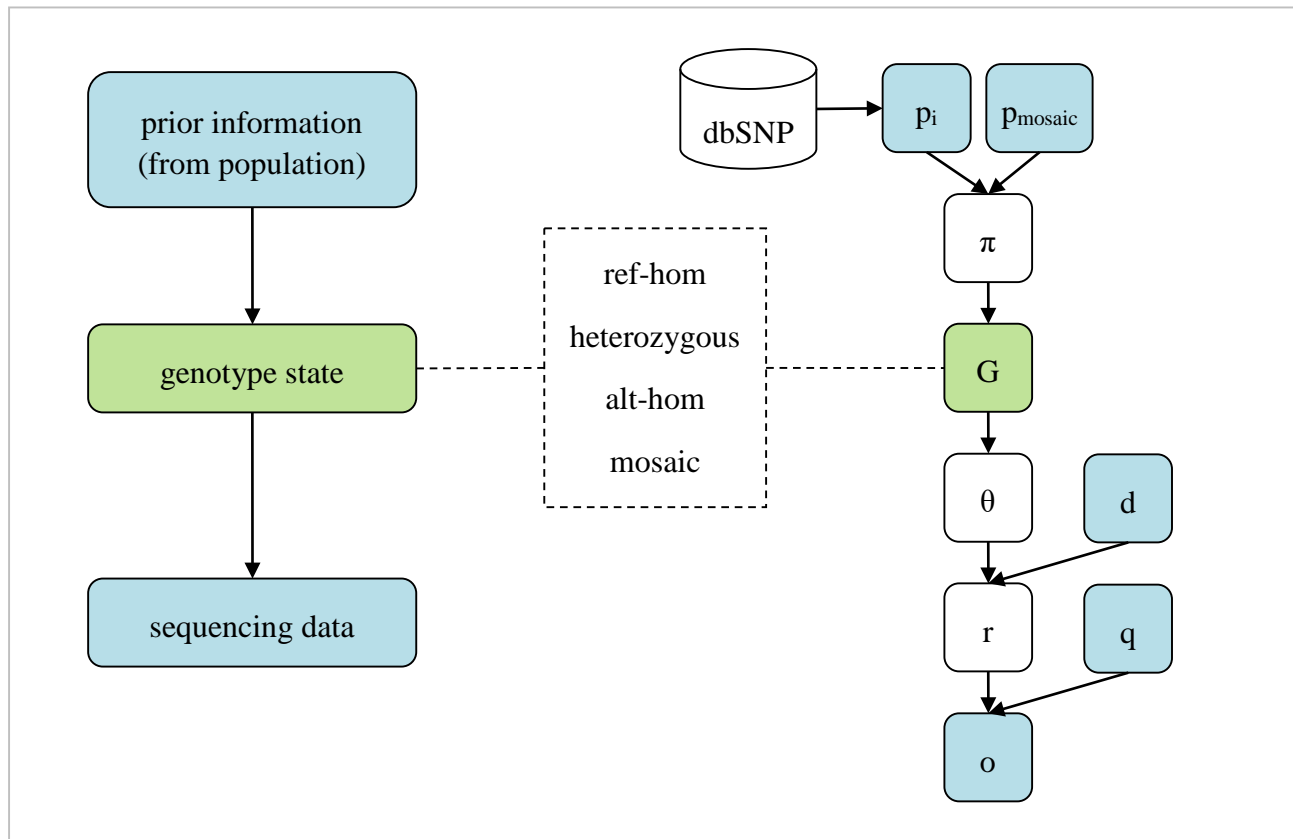 prior information
(from population)
genotype state
sequencing data
ref-hom
heterozygous
alt-hom
mosaic
dbSNP
pi
pmosaic
π
G
θ
d
r
q
o